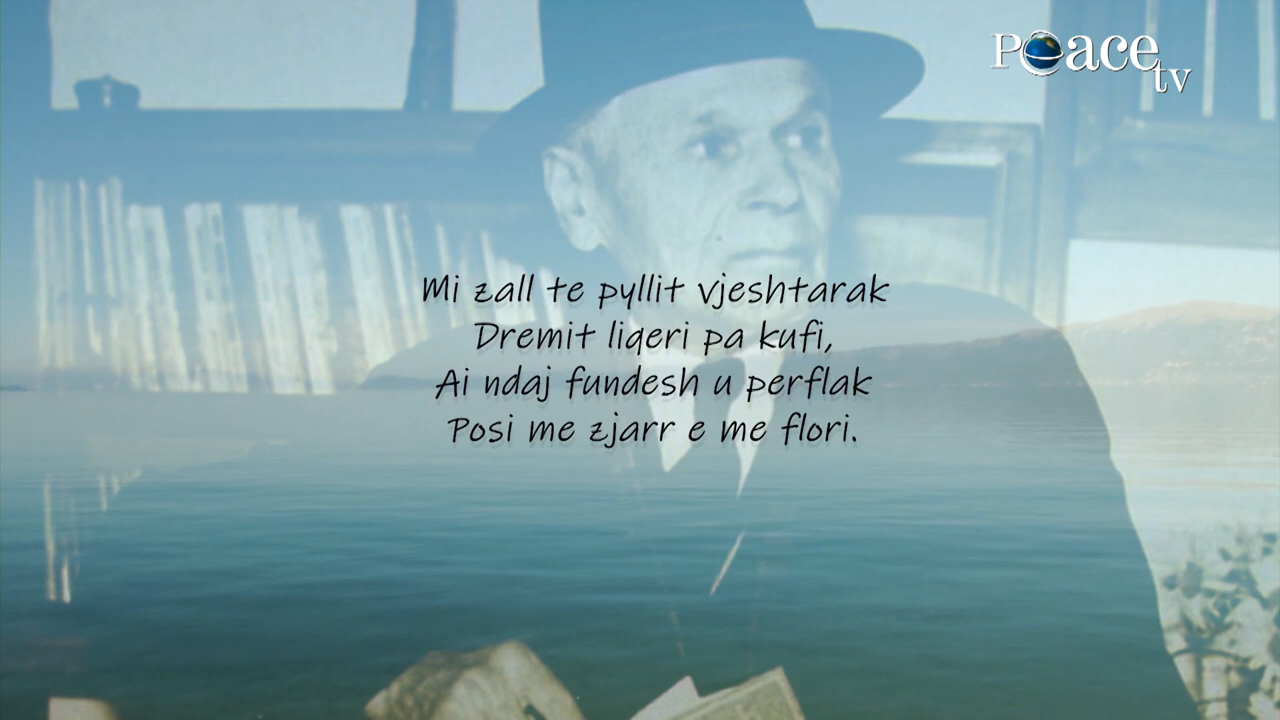 Peace
tv
Mi zall te pyllit vjeshtarak
Dremit liqeri pa kufi,
Ai ndaj fundesh u perflak
Posi me zjarr e me flori.